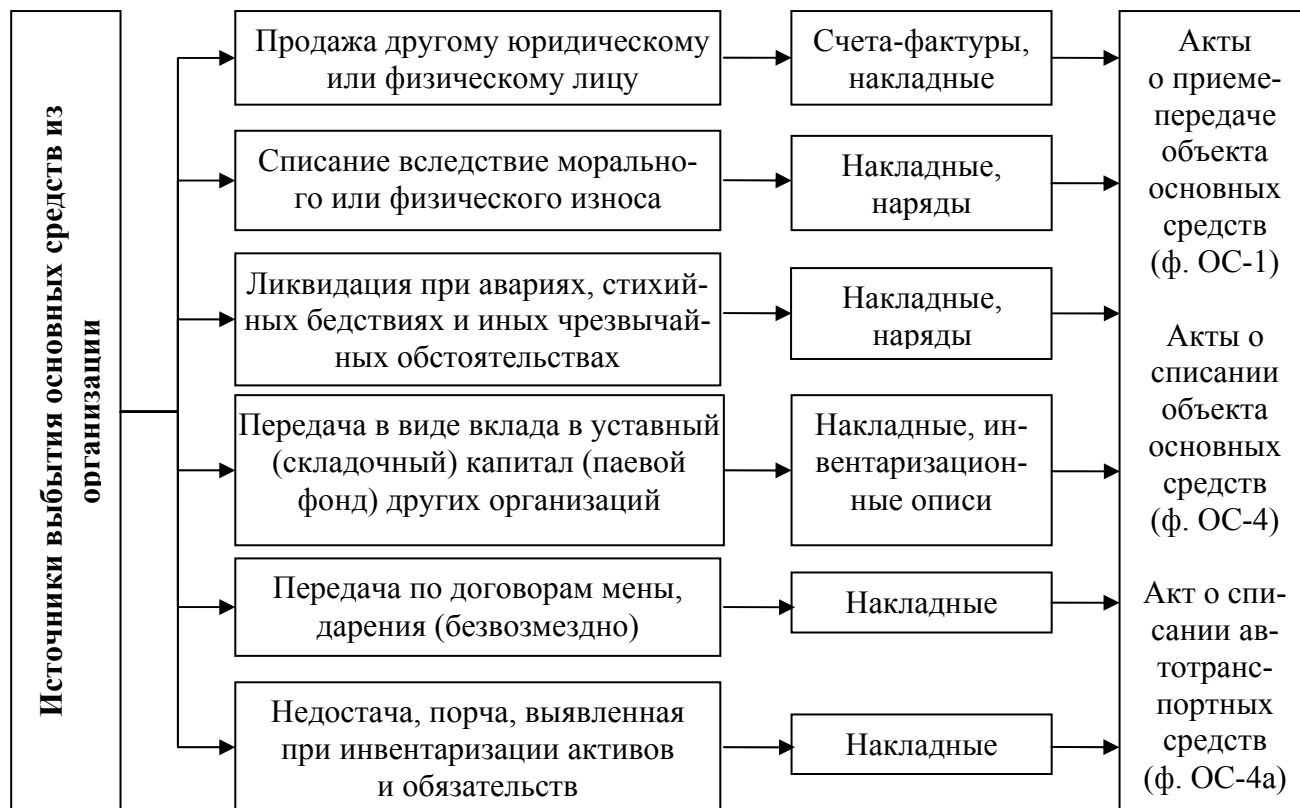 Источники выбытия основных средств из
организации
Продажа другому юридическому
или физическому лицу
Счета-фактуры,
накладные
Списание вследствие морально-
го или физического износа
Накладные,
наряды
Ликвидация при авариях, стихий-
ных бедствиях и иных чрезвычай-
ных обстоятельствах
Накладные,
наряды
Передача в виде вклада в уставный
(складочный) капитал (паевой
фонд) других организаций
Накладные, ин-
вентаризацион-
ные описи
Передача по договорам мены,
дарения (безвозмездно)
Накладные
Недостача, порча, выявленная
при инвентаризации активов
и обязательств
Накладные
Акты
о приеме-
передаче
объекта
основных
средств
(ф. ОС-1)
Акты о
списании
объекта
основных
средств
(ф. ОС-4)
Акт о спи-
сании ав-
тотранс-
портных
средств
(ф. ОС-4а)